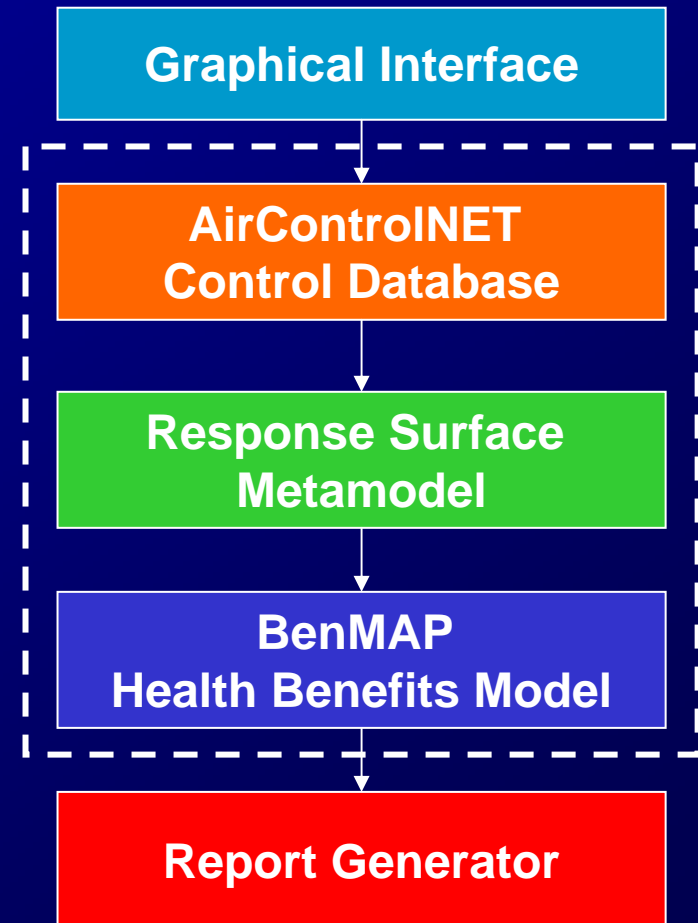 Graphical Interface
AirControlNET
Control Database
Response Surface
Metamodel
BenMAP
Health Benefits Model
Report Generator